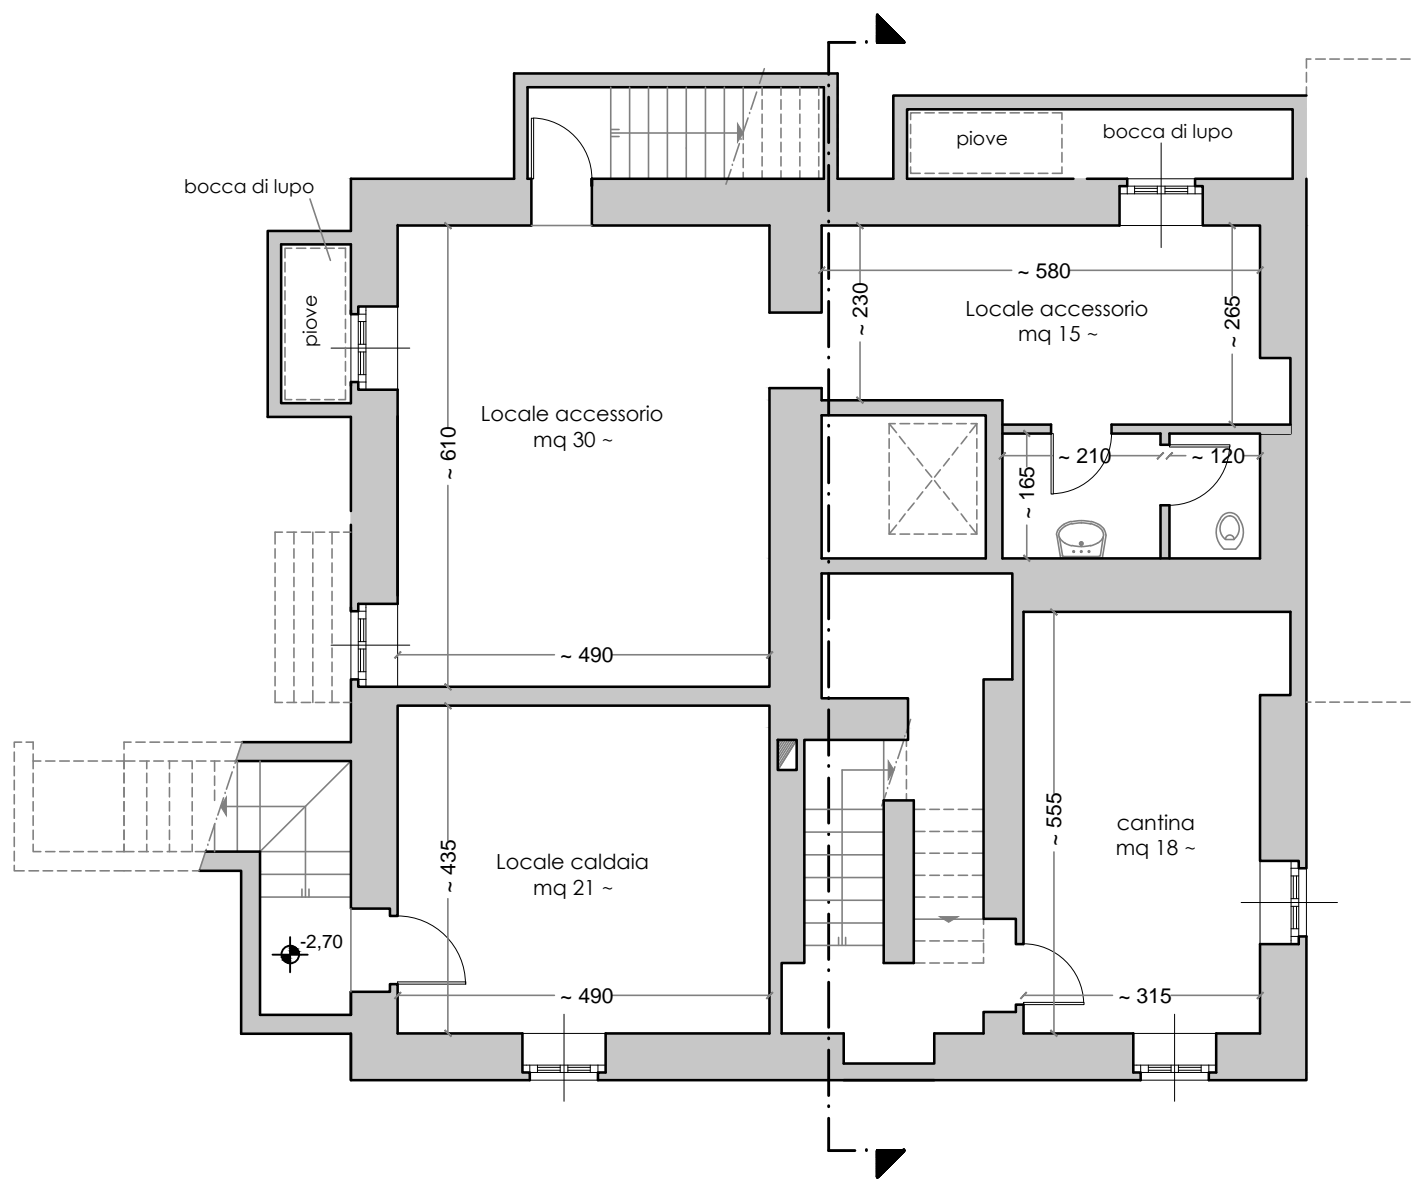 piove
bocca di lupo
bocca di lupo
piove
~ 580
~ 230
Locale accessorio
mq 15 ~
~ 265
Locale accessorio
mq 30 ~
~ 610
~ 210
~ 120
~ 165
~ 490
~ 435
Locale caldaia
mq 21 ~
~ 555
cantina
mq 18 ~
-2,70
~ 490
~ 315